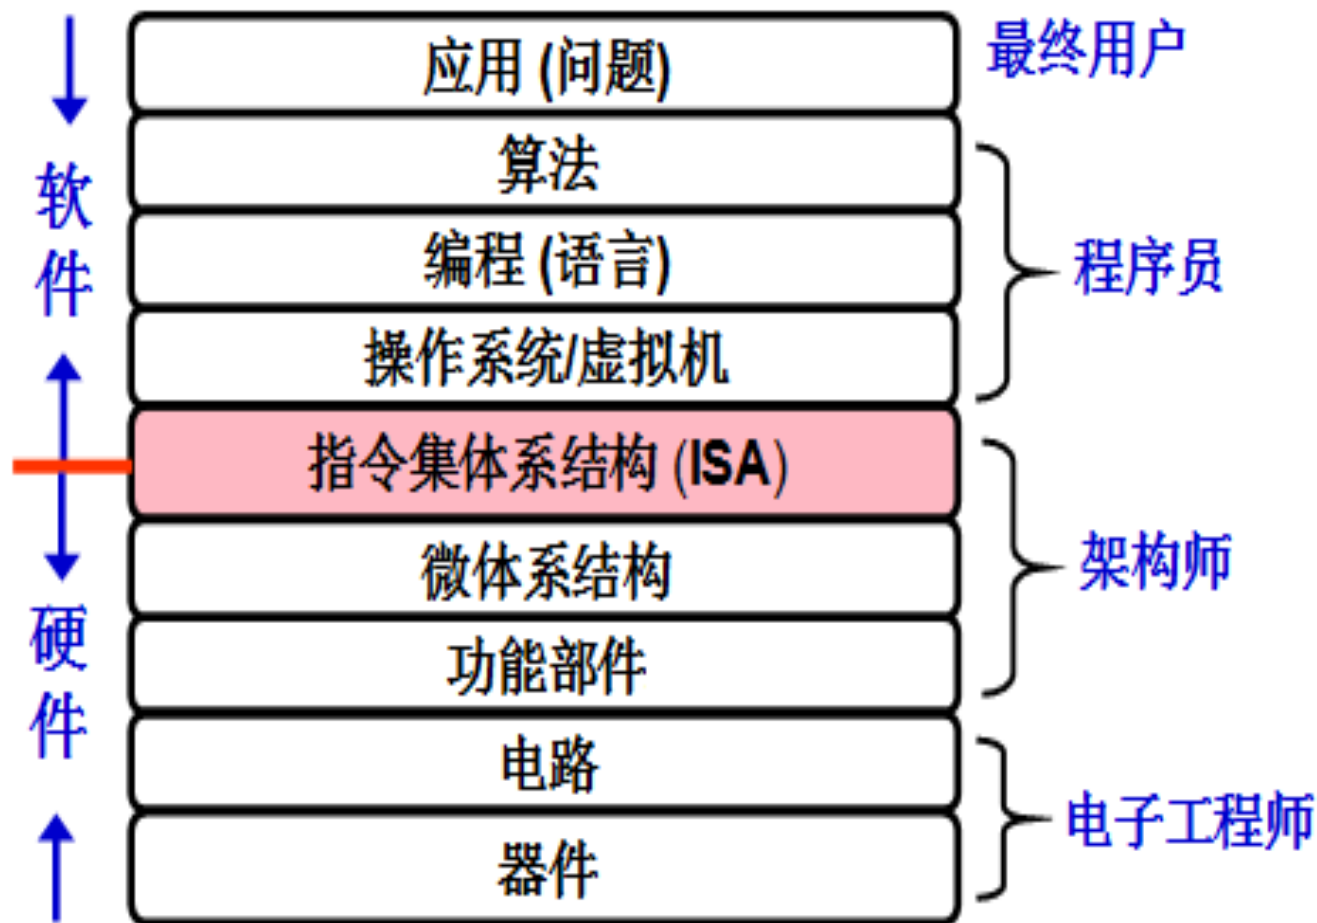 应用 (问题)
最终用户
算法
编程 (语言)
操作系统/虚拟机
程序员
软件
指令集体系结构 (ISA)
微体系结构
功能部件
架构师
硬件
电路
器件
电子工程师